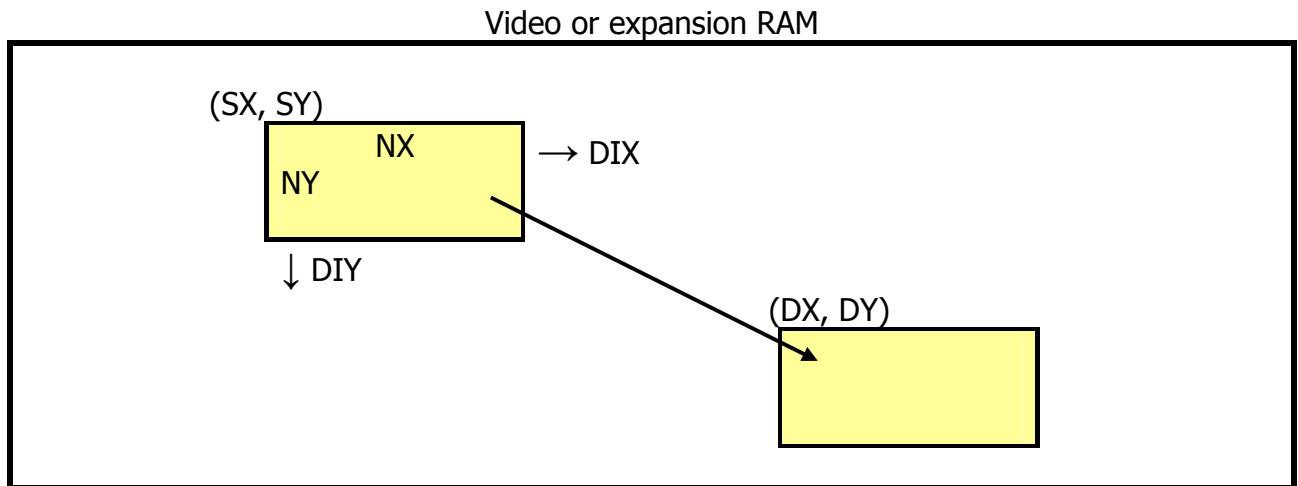 Video or expansion RAM
(SX, SY)
NX
→ DIX
NY
↓ DIY
(DX, DY)